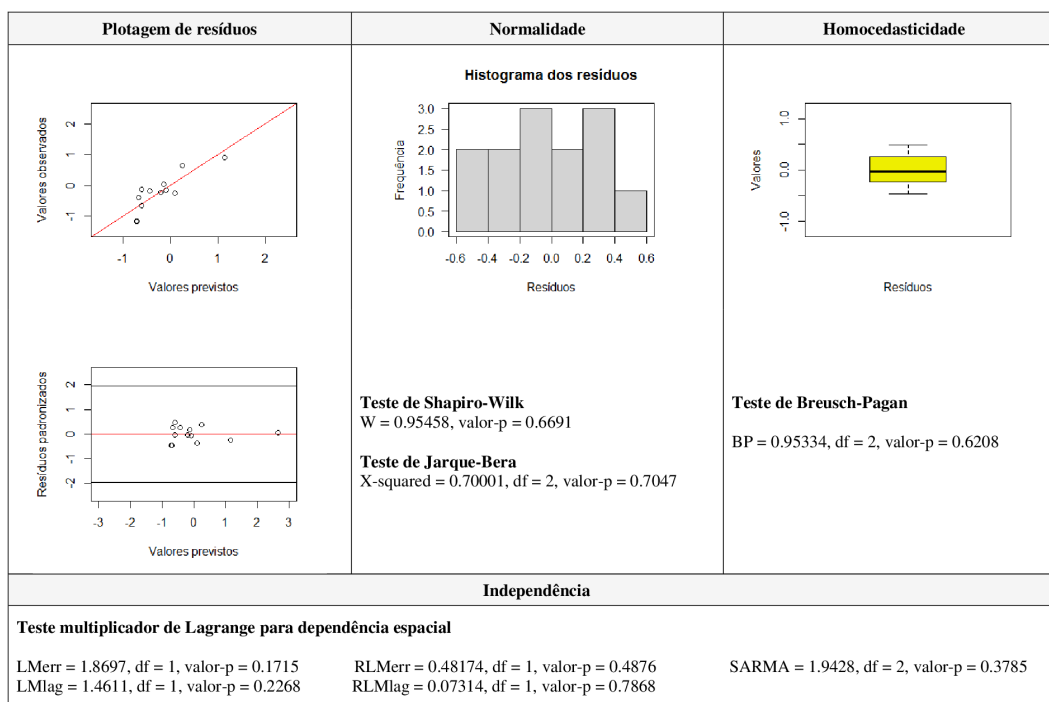 Plotagem de resíduos
Normalidade
Homocedasticidade
Valores observados
2
1
0
-1
-1
0
1
2
Valores previstos
Histograma dos resíduos
Frequência
3.0
2.5
2.0
1.5
1.0
0.5
0.0
-0.6
-0.4
-0.2
0.0
0.2
0.4
0.6
Resíduos
Valores
1.0
0.0
-1.0
Resíduos
Resíduos padronizados
2
1
0
-1
-2
-3
-2
-1
0
1
2
3
Valores previstos
Teste de Shapiro-Wilk
W = 0.95458, valor-p = 0.6691
Teste de Jarque-Bera
X-squared = 0.70001, df = 2, valor-p = 0.7047
Teste de Breusch-Pagan
BP = 0.95334, df = 2, valor-p = 0.6208
Independência
Teste multiplicador de Lagrange para dependência espacial
LMerr = 1.8697, df = 1, valor-p = 0.1715
RLMerr = 0.48174, df = 1, valor-p = 0.4876
SARMA = 1.9428, df = 2, valor-p = 0.3785
LMlag = 1.4611, df = 1, valor-p = 0.2268
RLMlag = 0.07314, df = 1, valor-p = 0.7868